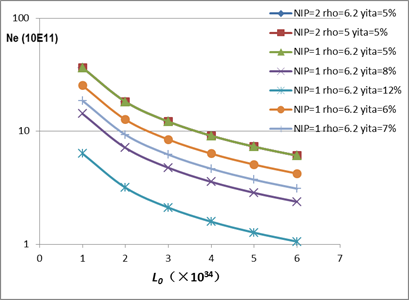 100
Ne (10E11)
10
1
0 1 2 3 4 5 6 7
L0 (×10^34)
NIP=2 rho=6.2 yita=5%
NIP=2 rho=5 yita=5%
NIP=1 rho=6.2 yita=5%
NIP=1 rho=6.2 yita=8%
NIP=1 rho=6.2 yita=12%
NIP=1 rho=6.2 yita=6%
NIP=1 rho=6.2 yita=7%